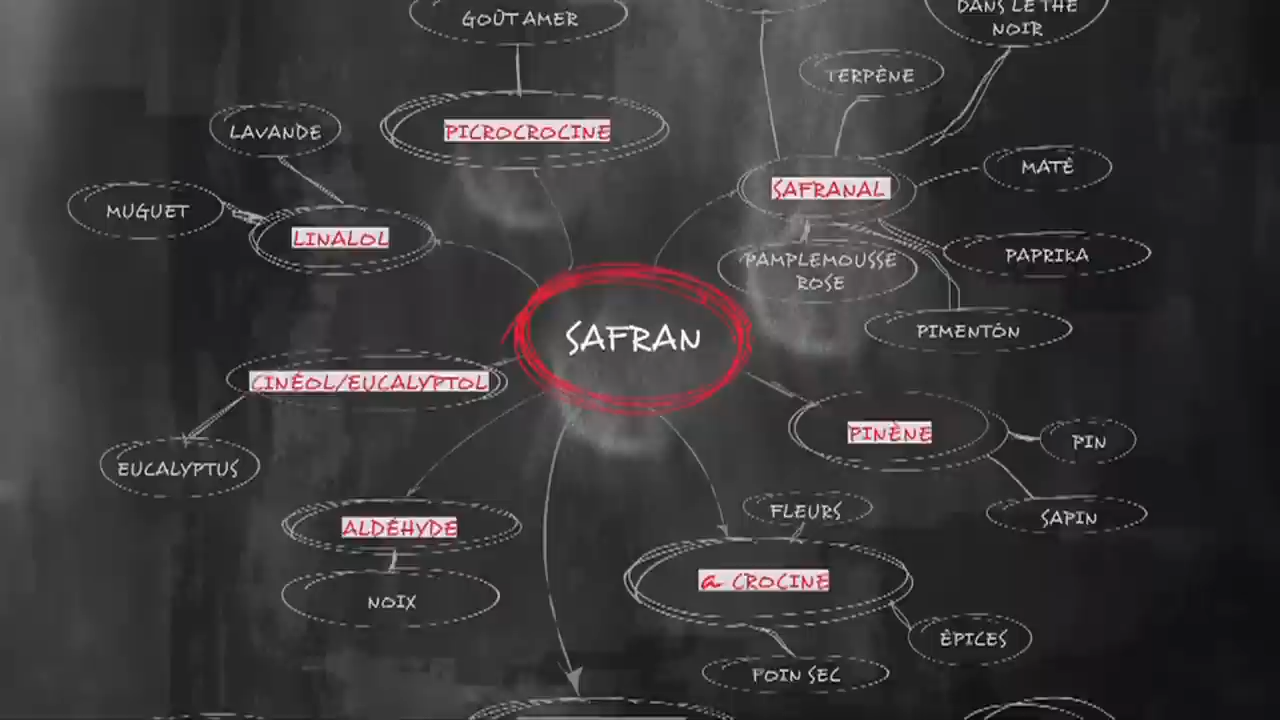 GOÛT AMER
DANS LE THÉ
NOIR
TERPÈNE
LAVANDE
PICROCROCINE
MATÉ
SAFRANAL
MUGUET
LINALOL
PAMPLEMOUSSE
ROSE
PAPRIKA
PIMENTÓN
SAFRAN
CINÉOL/EUCALYPTOL
PINÈNE
PIN
EUCALYPTUS
FLEURS
SAPIN
ALDÉHYDE
a CROCINE
NOIX
ÉPICES
FOIN SEC